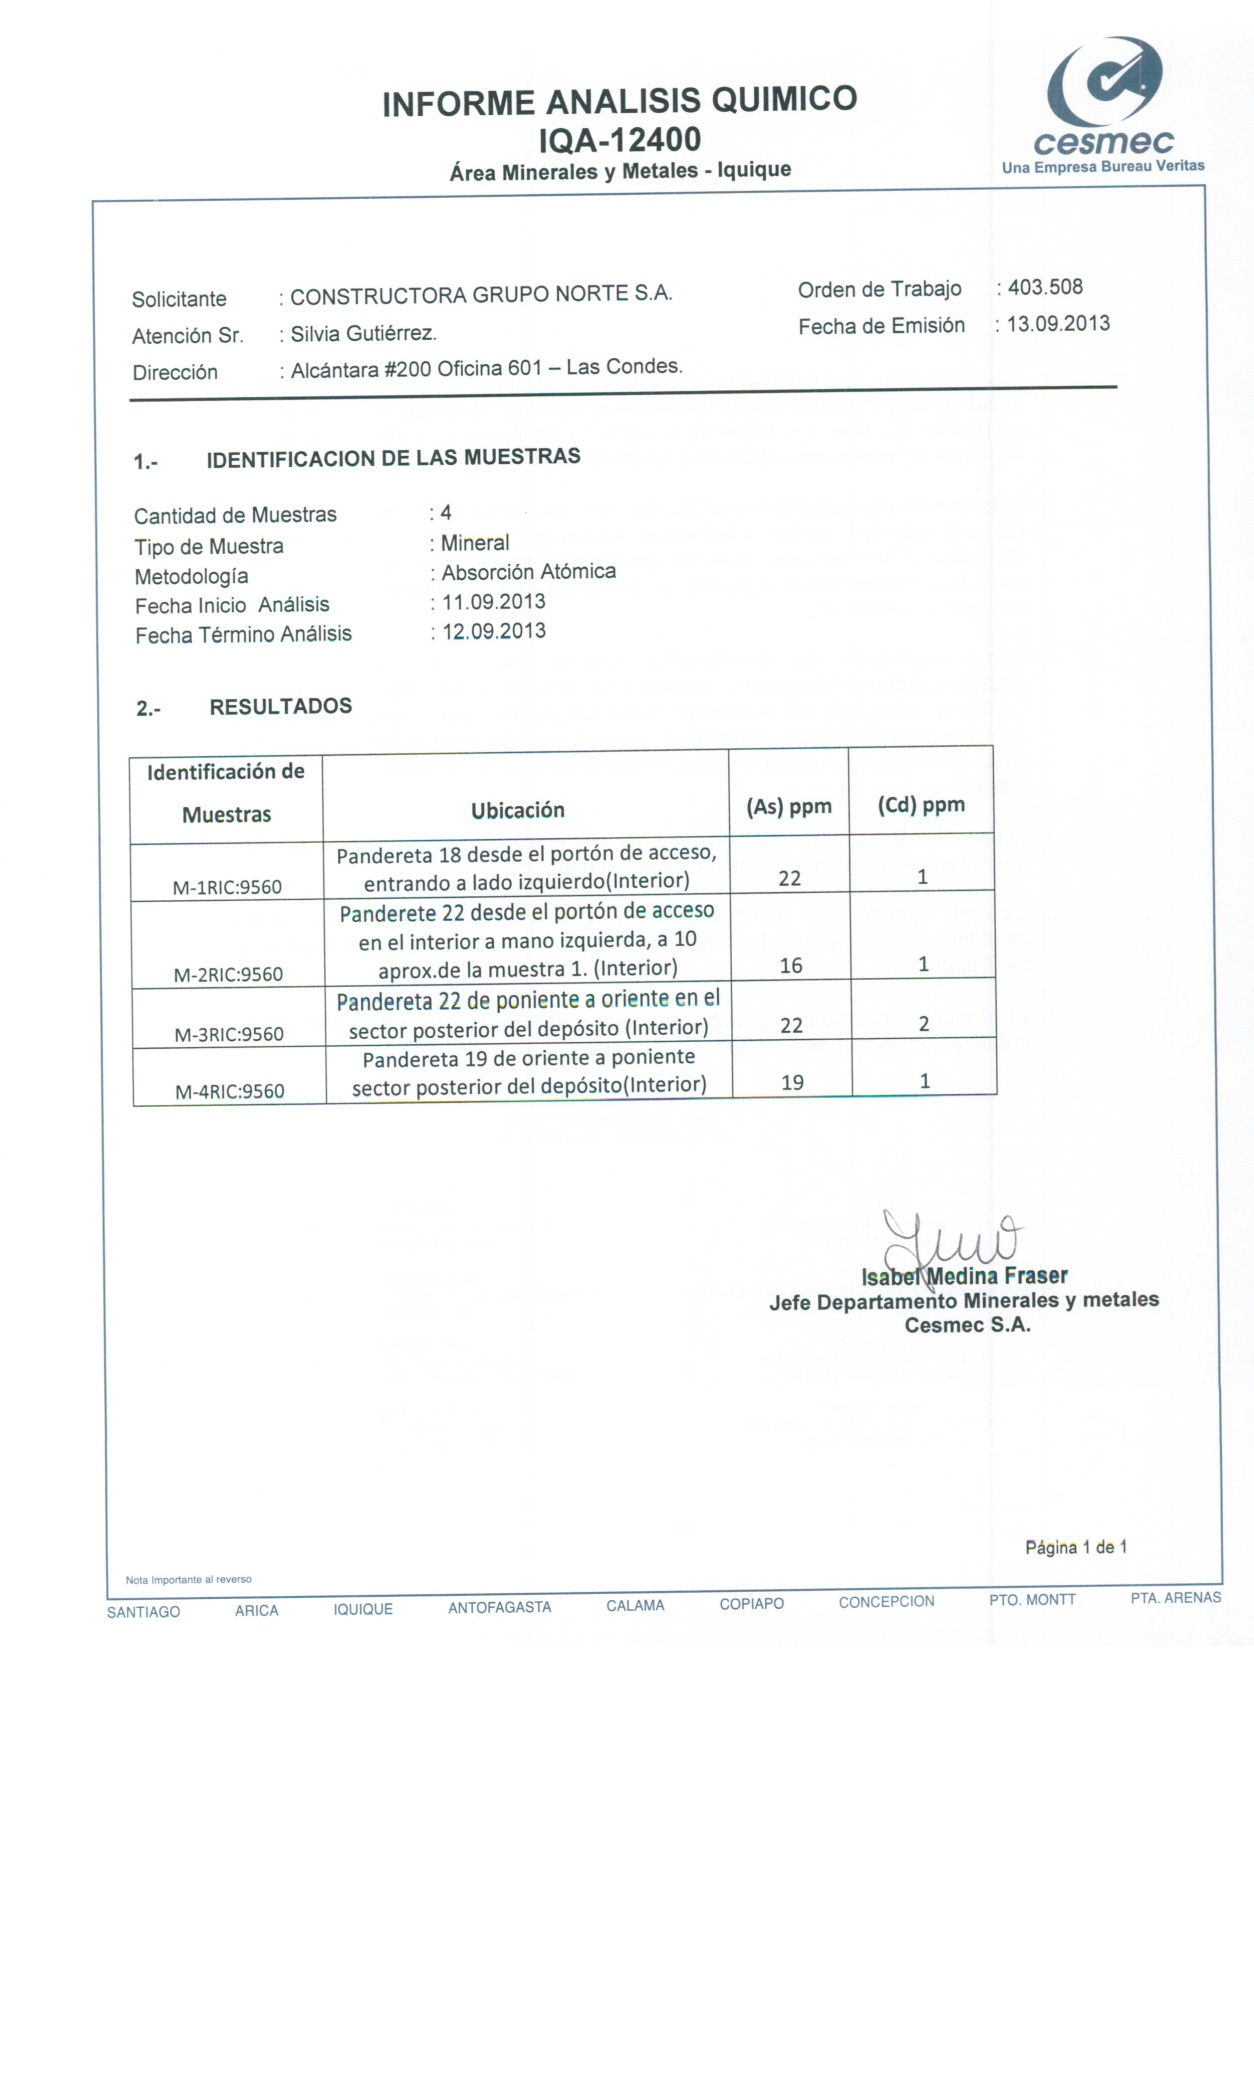 INFORME ANALISIS QUIMICO
IQA-12400
Área Minerales y Metales - Iquique
cesmec
Una Empresa Bureau Veritas
Solicitante : CONSTRUCTORA GRUPO NORTE S.A. Orden de Trabajo : 403.508
Atención Sr. : Silvia Gutiérrez. Fecha de Emisión : 13.09.2013
Dirección : Alcántara #200 Oficina 601 – Las Condes.
1.- IDENTIFICACION DE LAS MUESTRAS
Cantidad de Muestras : 4
Tipo de Muestra : Mineral
Metodología : Absorción Atómica
Fecha Inicio Análisis : 11.09.2013
Fecha Término Análisis : 12.09.2013
2.- RESULTADOS
Identificación de
Muestras Ubicación (As) ppm (Cd) ppm
Pandereta 18 desde el portón de acceso,
M-1RIC:9560 entrando a lado izquierdo(Interior) 22 1
Panderete 22 desde el portón de acceso
en el interior a mano izquierda, a 10
M-2RIC:9560 aprox.de la muestra 1. (Interior) 16 1
Pandereta 22 de poniente a oriente en el
M-3RIC:9560 sector posterior del depósito (Interior) 22 2
Pandereta 19 de oriente a poniente
M-4RIC:9560 sector posterior del depósito(Interior) 19 1
Isabel Medina Fraser
Jefe Departamento Minerales y metales
Cesmec S.A.
Página 1 de 1
Nota Importante al reverso
SANTIAGO ARICA IQUIQUE ANTOFAGASTA CALAMA COPIAPO CONCEPCION PTO. MONTT PTA. ARENAS